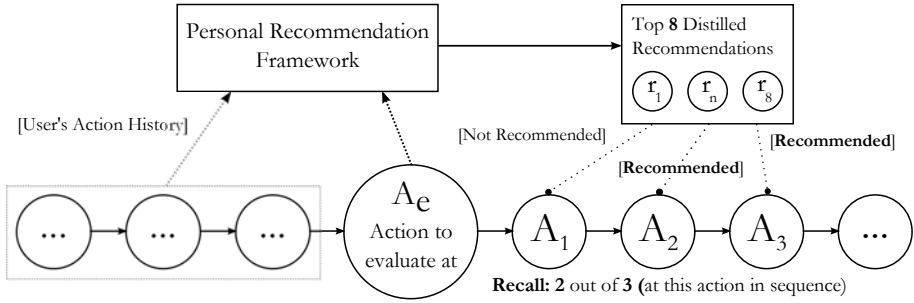 Personal Recommendation
Framework
Top 8 Distilled
Recommendations
r1 rn r8
[User's Action History]
[Not Recommended]
[Recommended]
[Recommended]
... ... ...
Ae
Action to
evaluate at
A1 A2 A3 ...
Recall: 2 out of 3 (at this action in sequence)